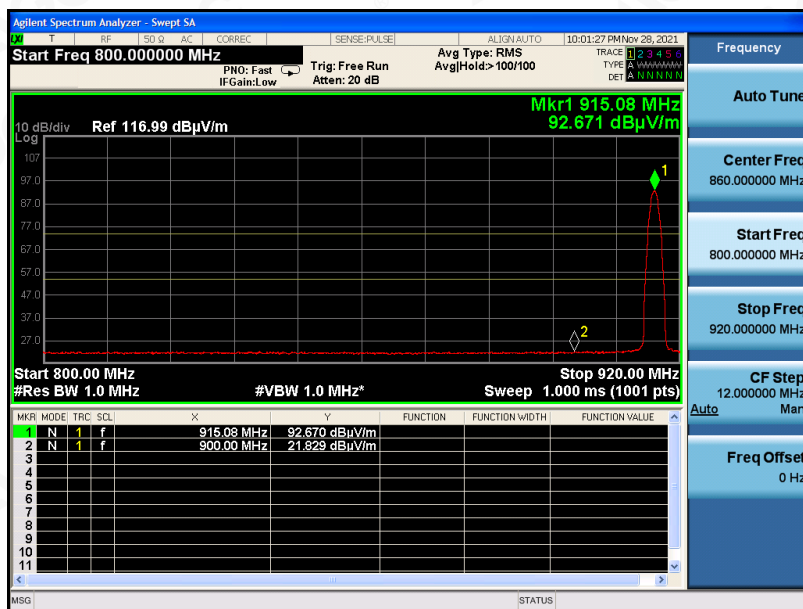 Agilent Spectrum Analyzer - Swept SA
LXI T RF 50 Ω AC CORREC SENSE:PULSE ALIGN AUTO 10:01:27 PM Nov 28, 2021
Start Freq 800.000000 MHz
PNO: Fast
IFGain:Low
Trig: Free Run
Atten: 20 dB
Avg Type: RMS
Avg|Hold:>100/100
TRACE 1 2 3 4 5 6
TYPE A WWWWW
DET A N N N N N
Frequency
Mkr1 915.08 MHz
92.671 dBµV/m
10 dB/div Ref 116.99 dBµV/m
Log
107
97.0
87.0
77.0
67.0
57.0
47.0
37.0
27.0
1
2
Start 800.00 MHz Stop 920.00 MHz
#Res BW 1.0 MHz #VBW 1.0 MHz* Sweep 1.000 ms (1001 pts)
MKR MODE TRC SCL X Y FUNCTION FUNCTION WIDTH FUNCTION VALUE
1 N 1 f 915.08 MHz 92.670 dBµV/m
2 N 1 f 900.00 MHz 21.829 dBµV/m
3
4
5
6
7
8
9
10
11
Auto Tune
Center Freq
860.000000 MHz
Start Freq
800.000000 MHz
Stop Freq
920.000000 MHz
CF Step
12.000000 MHz
Auto Man
Freq Offset
0 Hz
MSG STATUS